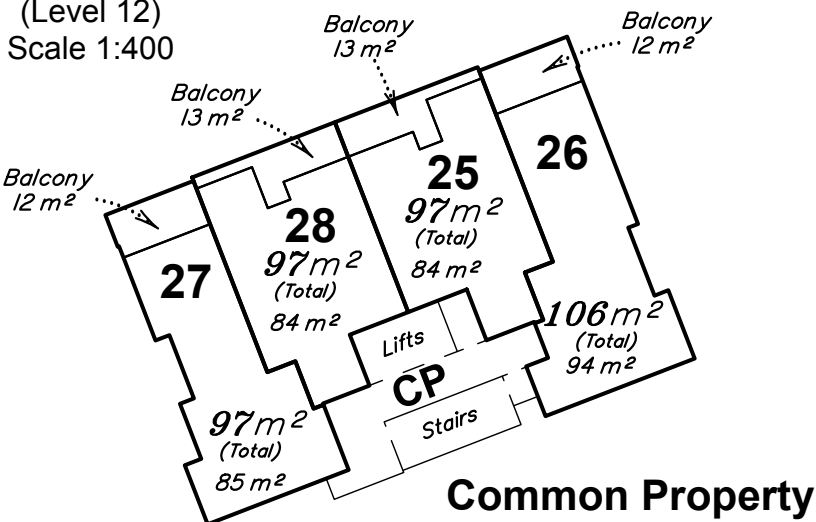 (Level 12)
Scale 1:400
Balcony
13 m²
Balcony
12 m²
Balcony
13 m²
Balcony
12 m²
26
25
97m²
(Total)
84 m²
28
97m²
(Total)
84 m²
27
106m²
(Total)
94 m²
Lifts
CP
Stairs
97m²
(Total)
85 m²
Common Property